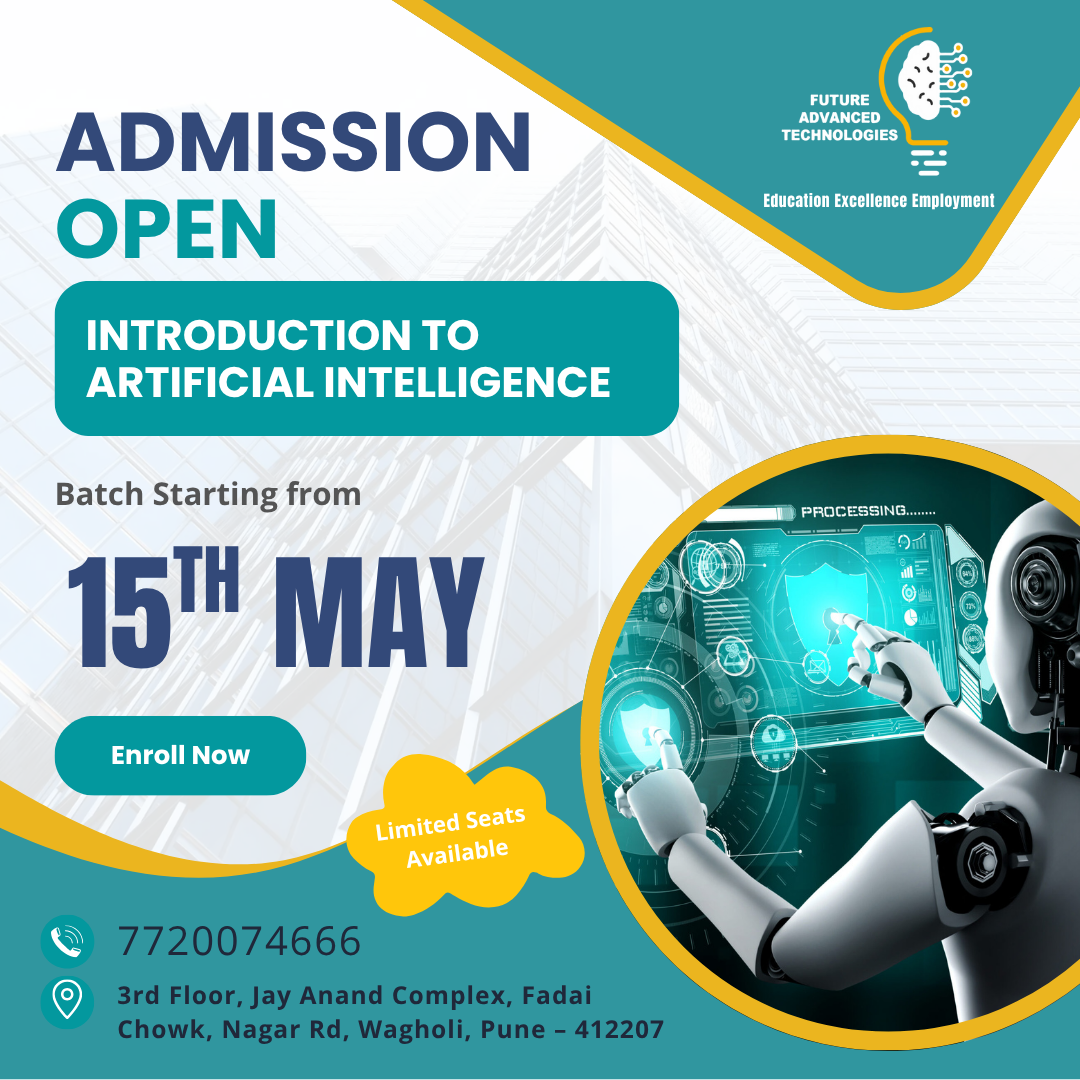 FUTURE
ADVANCED
TECHNOLOGIES
Education Excellence Employment
ADMISSION
OPEN
INTRODUCTION TO
ARTIFICIAL INTELLIGENCE
Batch Starting from
15TH MAY
PROCESSING........
Enroll Now
Limited Seats
Available
7720074666
3rd Floor, Jay Anand Complex, Fadai
Chowk, Nagar Rd, Wagholi, Pune – 412207